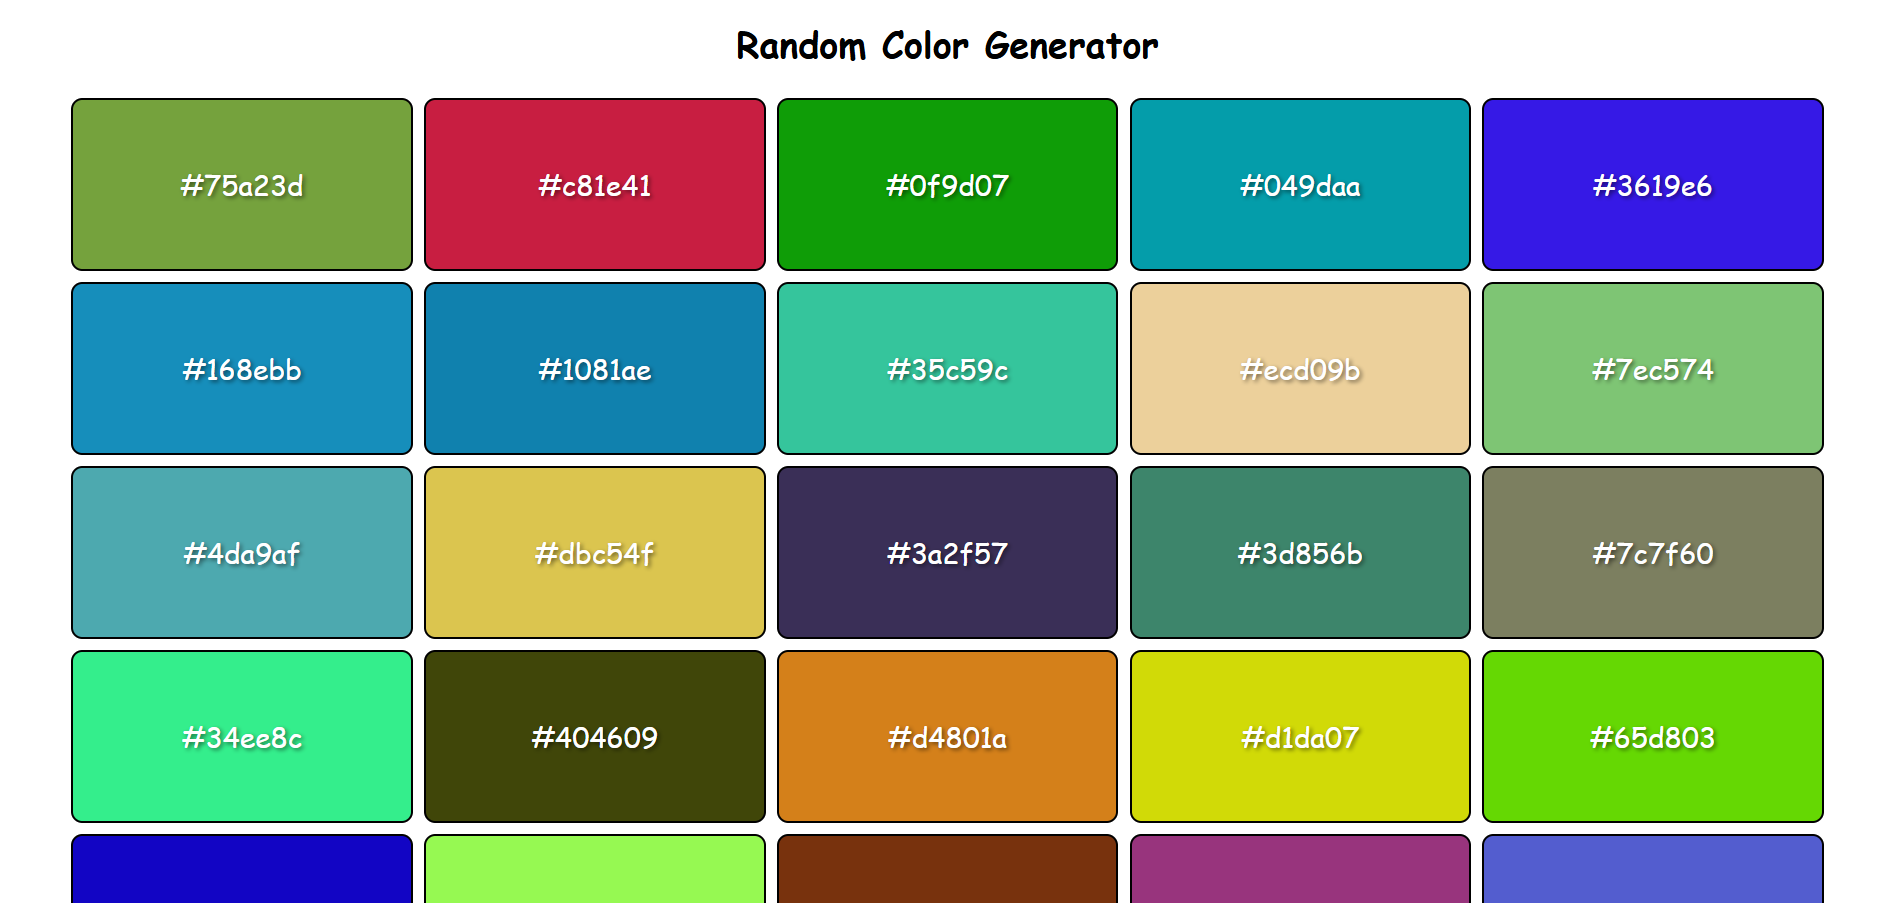 Random Color Generator
#75a23d #c81e41 #0f9d07 #049daa #3619e6
#168ebb #1081ae #35c59c #ecd09b #7ec574
#4da9af #dbc54f #3a2f57 #3d856b #7c7f60
#34ee8c #404609 #d4801a #d1da07 #65d803